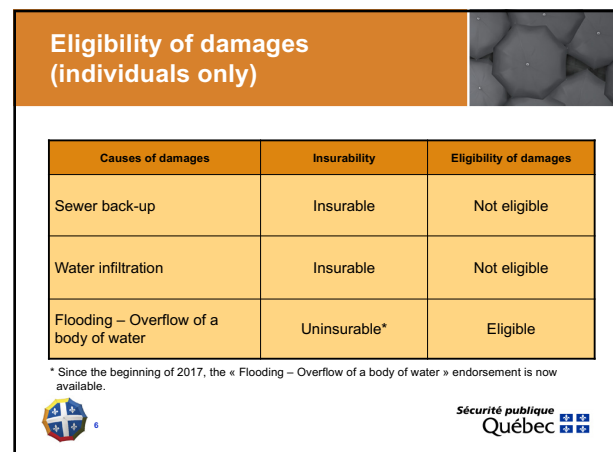 Eligibility of damages
(individuals only)
Causes of damages Insurability Eligibility of damages
Sewer back-up Insurable Not eligible
Water infiltration Insurable Not eligible
Flooding – Overflow of a
body of water Uninsurable* Eligible
* Since the beginning of 2017, the « Flooding – Overflow of a body of water » endorsement is now
available.
6
Sécurité publique
Québec